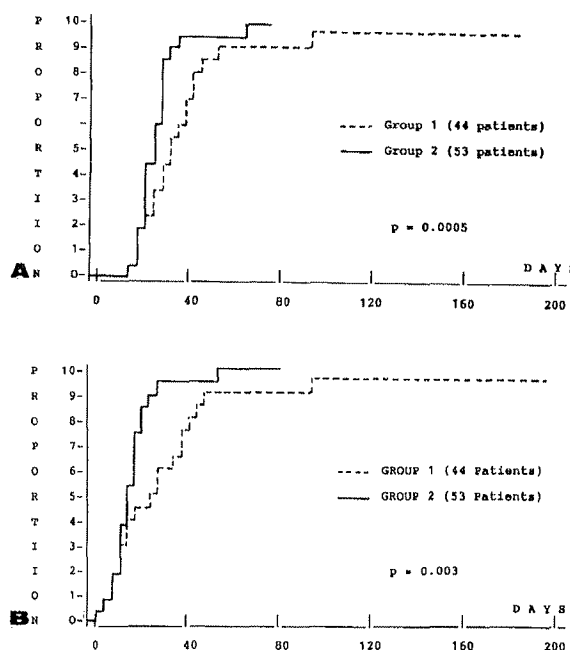 P R O P O R T I I O N
10-
9-
8-
7-
-
5-
4-
3-
2-
1-
0-
Group 1 (44 patients)
Group 2 (53 patients)
p = 0.0005
A
D A Y S
0 40 80 120 160 200
P R O P O R T I I O N
10-
9-
8-
7-
6-
5-
4-
3-
2-
1-
0-
GROUP 1 (44 Patients)
GROUP 2 (53 Patients)
p = 0.003
B
D A Y S
0 40 80 120 160 200